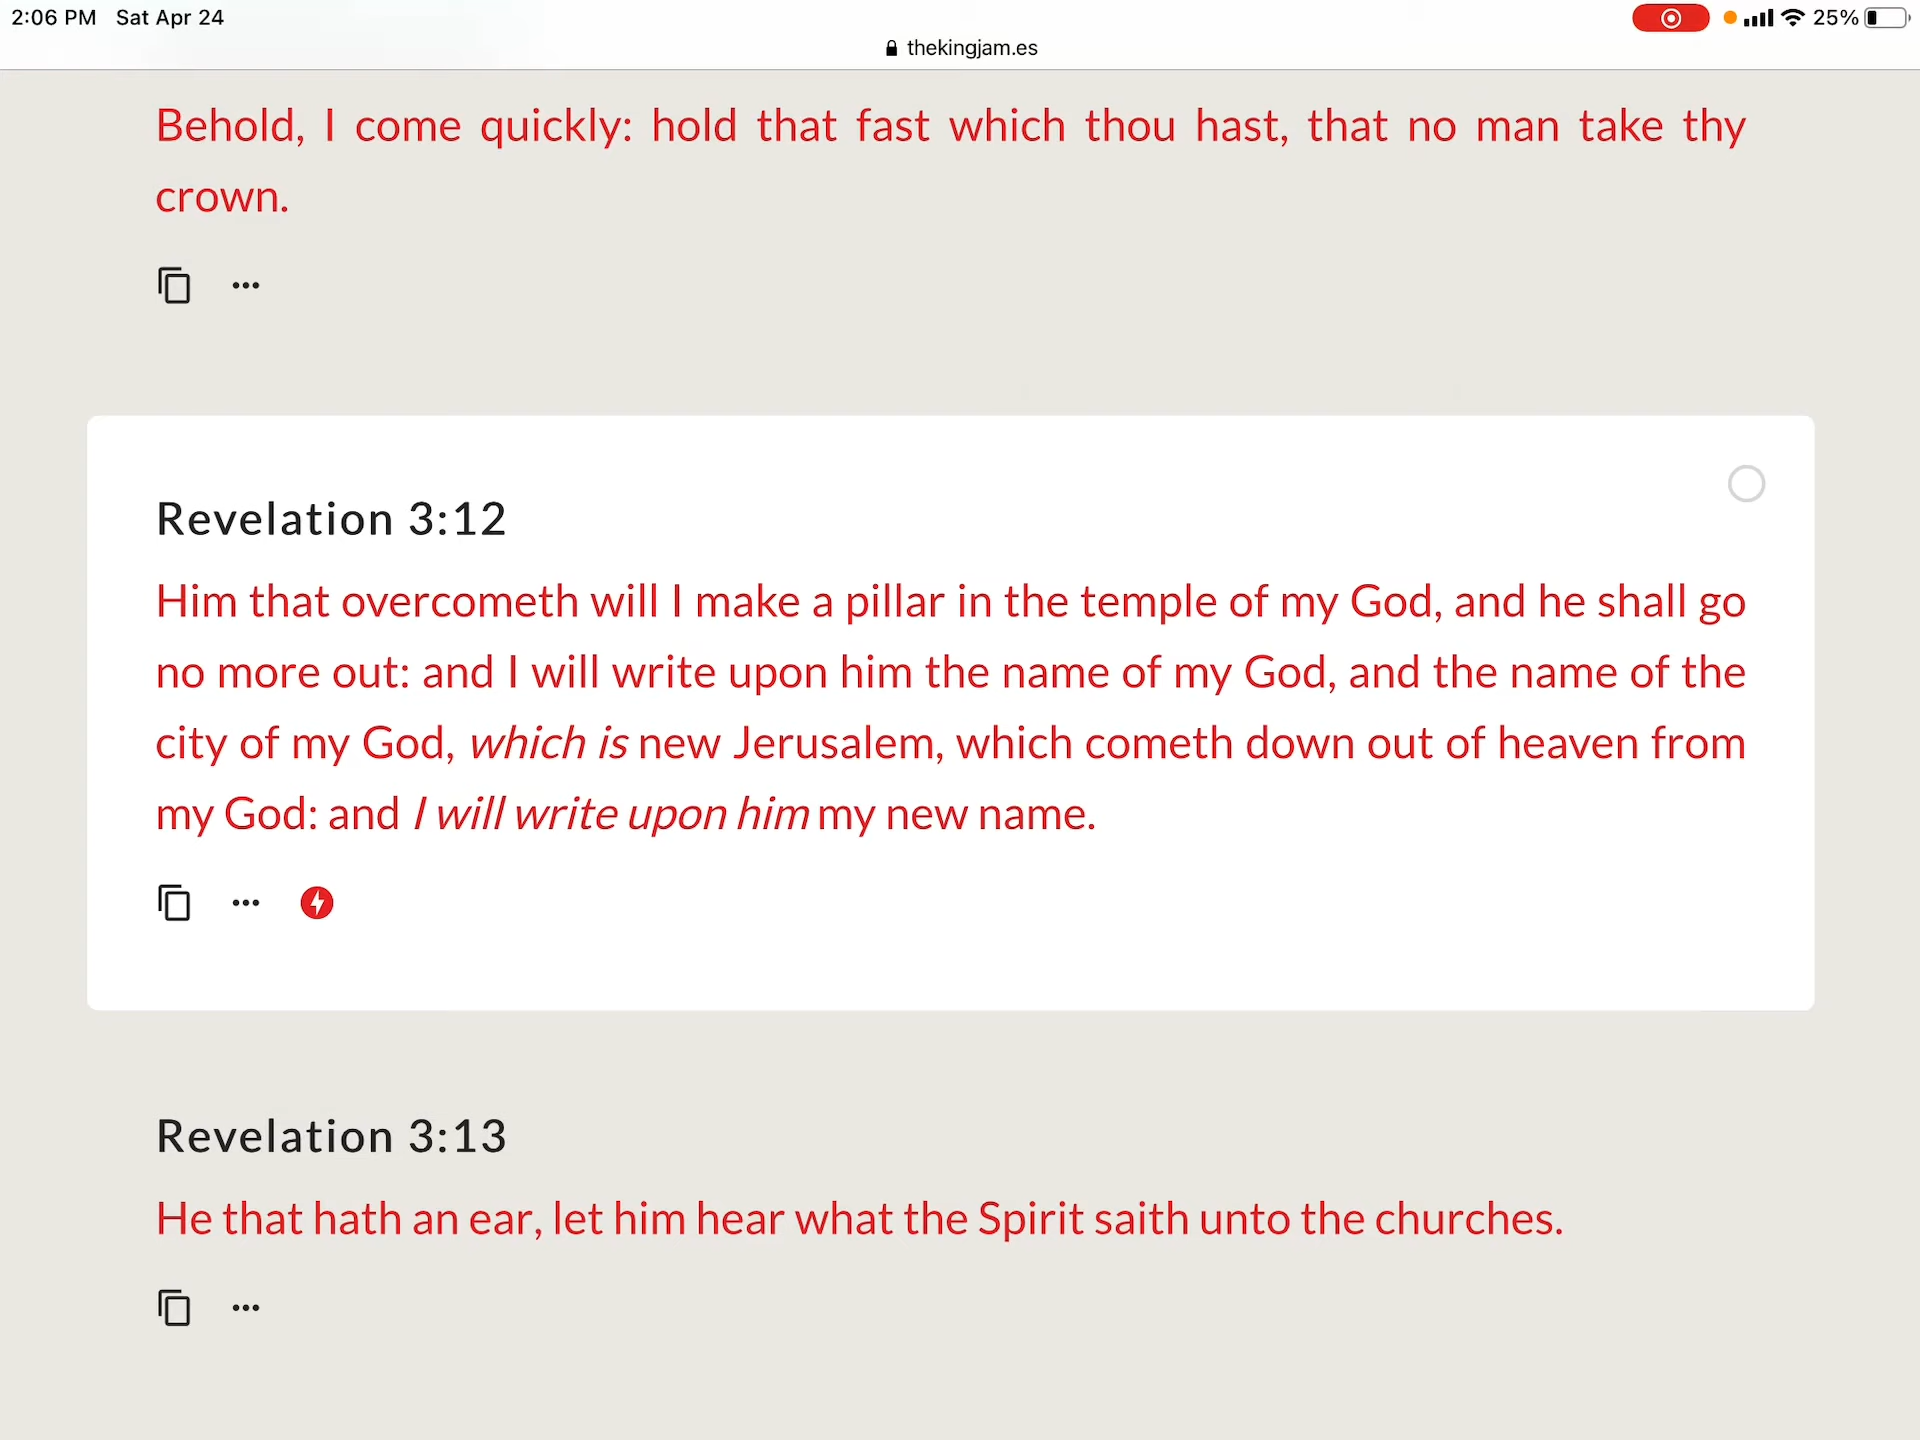 2:06 PM Sat Apr 24
25%
thekingjam.es
Behold, I come quickly: hold that fast which thou hast, that no man take thy
crown.
Revelation 3:12
Him that overcometh will I make a pillar in the temple of my God, and he shall go
no more out: and I will write upon him the name of my God, and the name of the
city of my God, which is new Jerusalem, which cometh down out of heaven from
my God: and I will write upon him my new name.
Revelation 3:13
He that hath an ear, let him hear what the Spirit saith unto the churches.